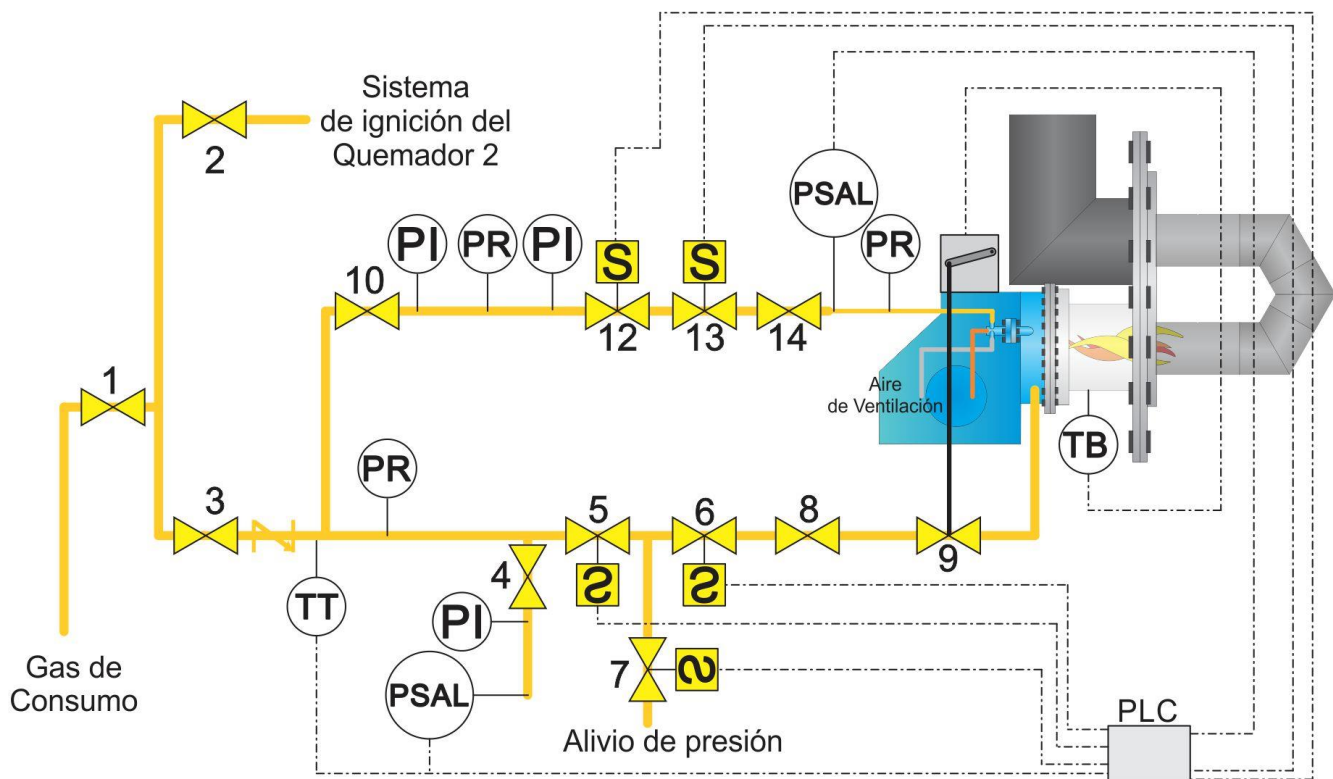 Sistema
de ignición del
Quemador 2
2
PSAL
S
S
PI
PR
PI
PR
10
12
13
14
1
Aire
de Ventilación
TB
PR
3
5
6
8
4
S
S
9
TT
PI
Gas de
Consumo
7
S
PSAL
PLC
Alivio de presión